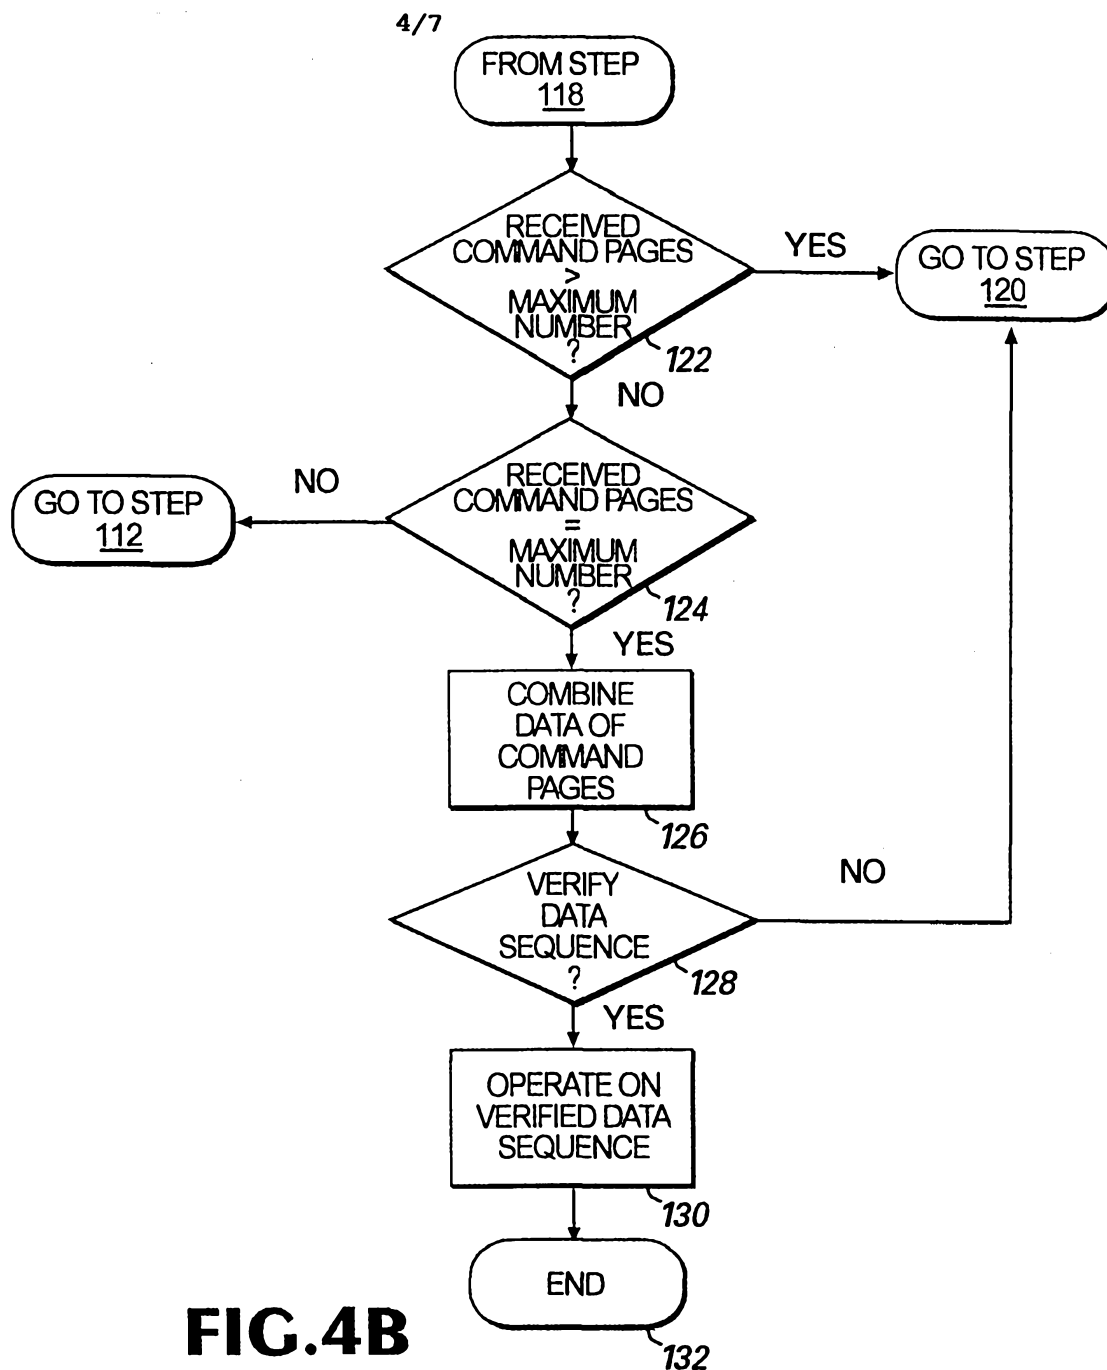 4/7
FROM STEP
118
RECEIVED
COMMAND PAGES
>
MAXIMUM
NUMBER
?
122
YES
GO TO STEP
120
NO
RECEIVED
COMMAND PAGES
=
MAXIMUM
NUMBER
?
124
NO
GO TO STEP
112
YES
COMBINE
DATA OF
COMMAND
PAGES
126
VERIFY
DATA
SEQUENCE
?
128
NO
YES
OPERATE ON
VERIFIED DATA
SEQUENCE
130
END
132
FIG.4B